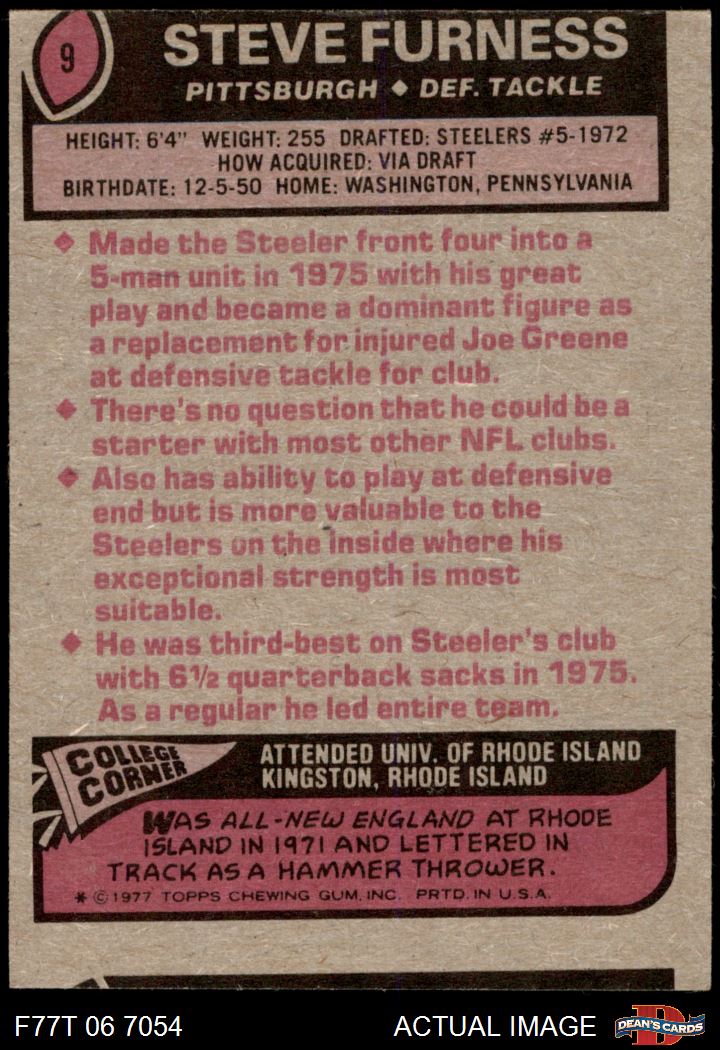 9
STEVE FURNESS
PITTSBURGH ◆ DEF. TACKLE
HEIGHT: 6'4" WEIGHT: 255 DRAFTED: STEELERS #5-1972
HOW ACQUIRED: VIA DRAFT
BIRTHDATE: 12-5-50 HOME: WASHINGTON, PENNSYLVANIA
◆ Made the Steeler front four into a
5-man unit in 1975 with his great
play and became a dominant figure as
a replacement for injured Joe Greene
at defensive tackle for club.
◆ There's no question that he could be a
starter with most other NFL clubs.
◆ Also has ability to play at defensive
end but is more valuable to the
Steelers on the inside where his
exceptional strength is most
suitable.
◆ He was third-best on Steeler's club
with 6½ quarterback sacks in 1975.
As a regular he led entire team.
COLLEGE
CORNER
ATTENDED UNIV. OF RHODE ISLAND
KINGSTON, RHODE ISLAND
WAS ALL-NEW ENGLAND AT RHODE
ISLAND IN 1971 AND LETTERED IN
TRACK AS A HAMMER THROWER.
* © 1977 TOPPS CHEWING GUM, INC. PRTD. IN U.S.A.
F77T 06 7054
ACTUAL IMAGE
D
DEAN'S CARDS